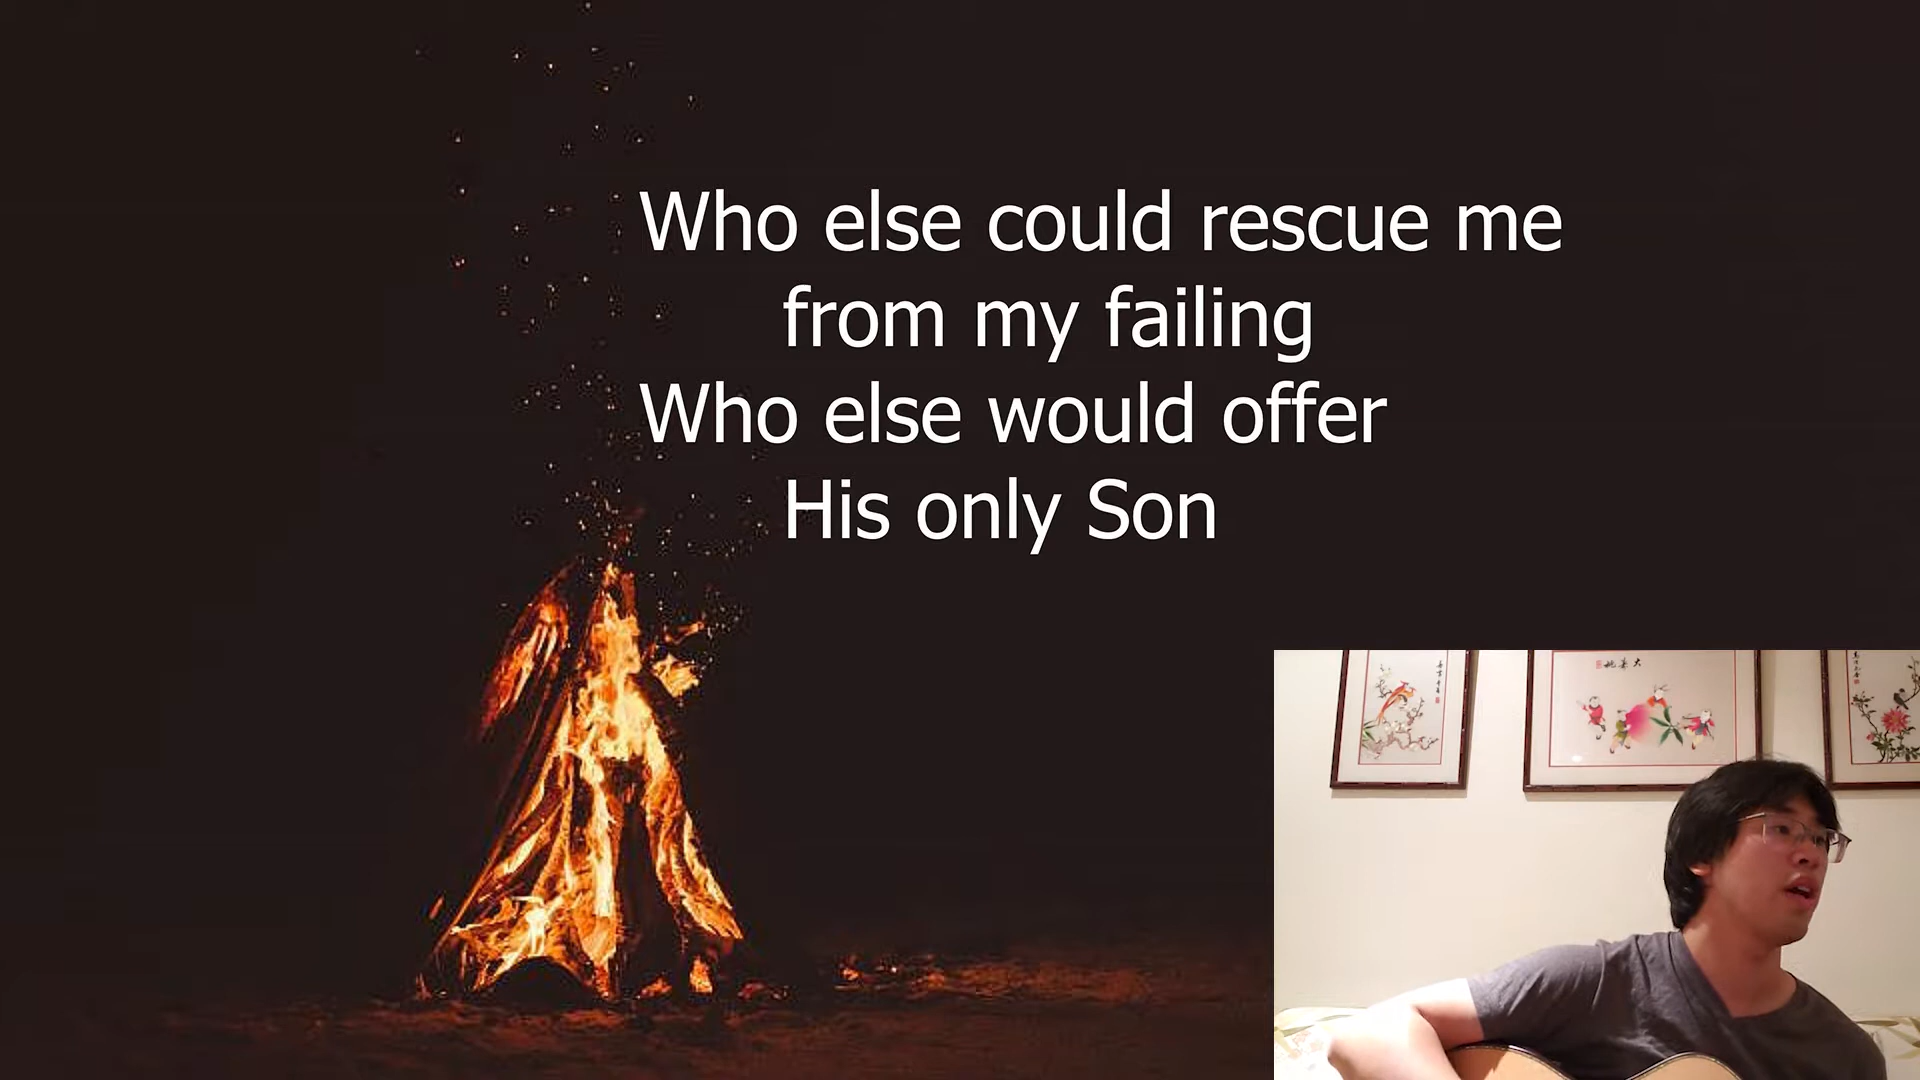 Who else could rescue me
from my failing
Who else would offer
His only Son